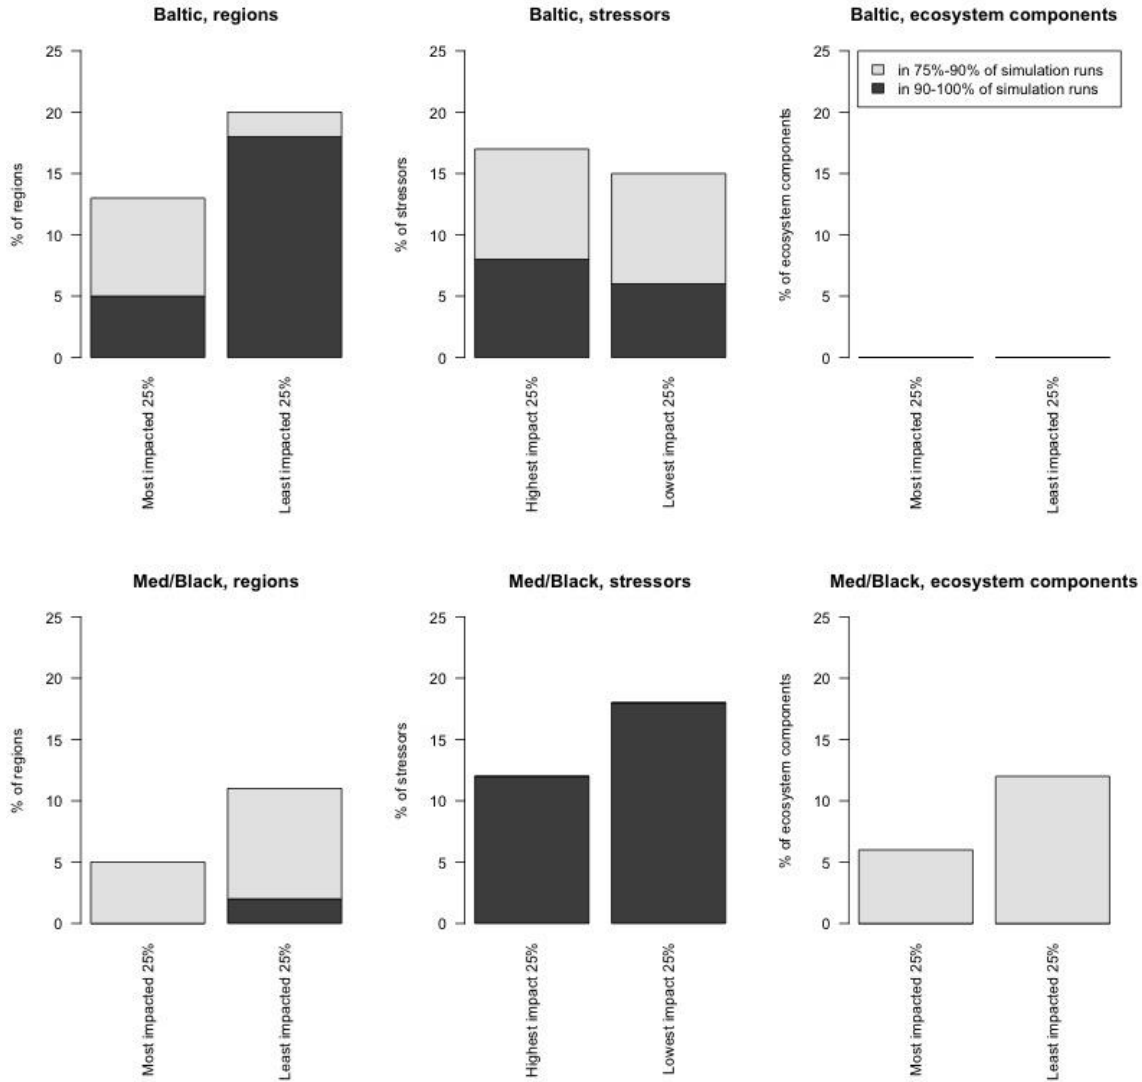 Baltic, regions
25
20
15
10
5
0
% of regions
Most impacted 25%
Least impacted 25%
Baltic, stressors
25
20
15
10
5
0
% of stressors
Highest impact 25%
Lowest impact 25%
Baltic, ecosystem components
25
20
15
10
5
0
% of ecosystem components
in 75%-90% of simulation runs
in 90-100% of simulation runs
Most impacted 25%
Least impacted 25%
Med/Black, regions
25
20
15
10
5
0
% of regions
Most impacted 25%
Least impacted 25%
Med/Black, stressors
25
20
15
10
5
0
% of stressors
Highest impact 25%
Lowest impact 25%
Med/Black, ecosystem components
25
20
15
10
5
0
% of ecosystem components
Most impacted 25%
Least impacted 25%